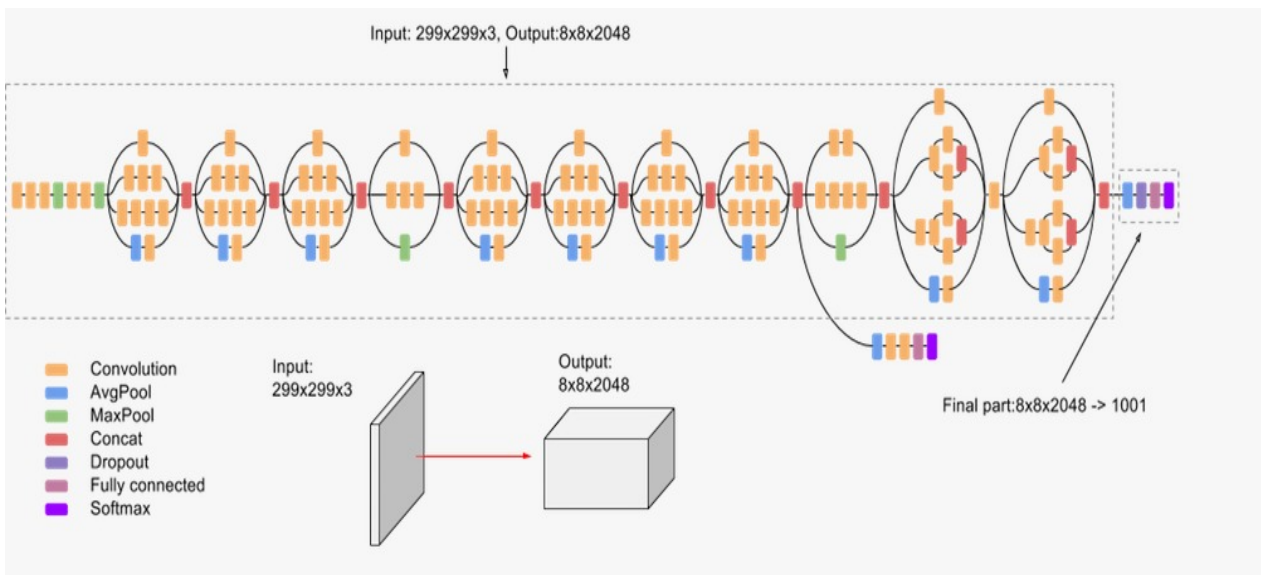 Input: 299x299x3, Output:8x8x2048
Convolution
AvgPool
MaxPool
Concat
Dropout
Fully connected
Softmax
Input:
299x299x3
Output:
8x8x2048
Final part:8x8x2048 -> 1001